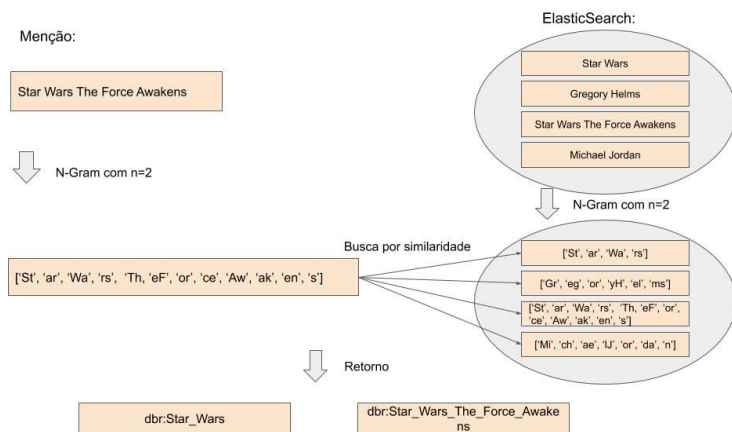 Menção:
ElasticSearch:
Star Wars The Force Awakens
Star Wars
Gregory Helms
Star Wars The Force Awakens
Michael Jordan
N-Gram com n=2
N-Gram com n=2
Busca por similaridade
['St', 'ar', 'Wa', 'rs', 'Th, 'eF', 'or', 'ce', 'Aw', 'ak', 'en', 's']
['St', 'ar', 'Wa', 'rs']
['Gr', 'eg', 'or', 'yH', 'el', 'ms']
['St', 'ar', 'Wa', 'rs', 'Th, 'eF', 'or',
'ce', 'Aw', 'ak', 'en', 's']
['Mi', 'ch', 'ae', 'lJ', 'or', 'da', 'n']
Retorno
dbr:Star_Wars
dbr:Star_Wars_The_Force_Awake
ns